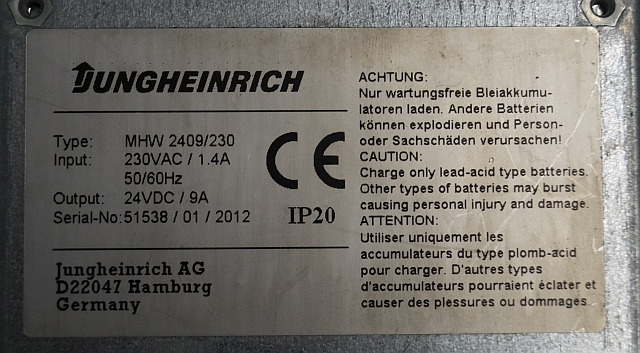 JUNGHEINRICH
Type: MHW 2409/230
Input: 230VAC / 1.4A
50/60Hz
Output: 24VDC / 9A
Serial-No: 51538 / 01 / 2012
CE
IP20
Jungheinrich AG
D22047 Hamburg
Germany
ACHTUNG:
Nur wartungsfreie Bleiakkumu-
latoren laden. Andere Batterien
können explodieren und Person-
oder Sachschäden verursachen!
CAUTION:
Charge only lead-acid type batteries.
Other types of batteries may burst
causing personal injury and damage.
ATTENTION:
Utiliser uniquement les
accumulateurs du type plomb-acid
pour charger. D'autres types
d'accumulateurs pourraient éclater et
causer des plessures ou dommages.